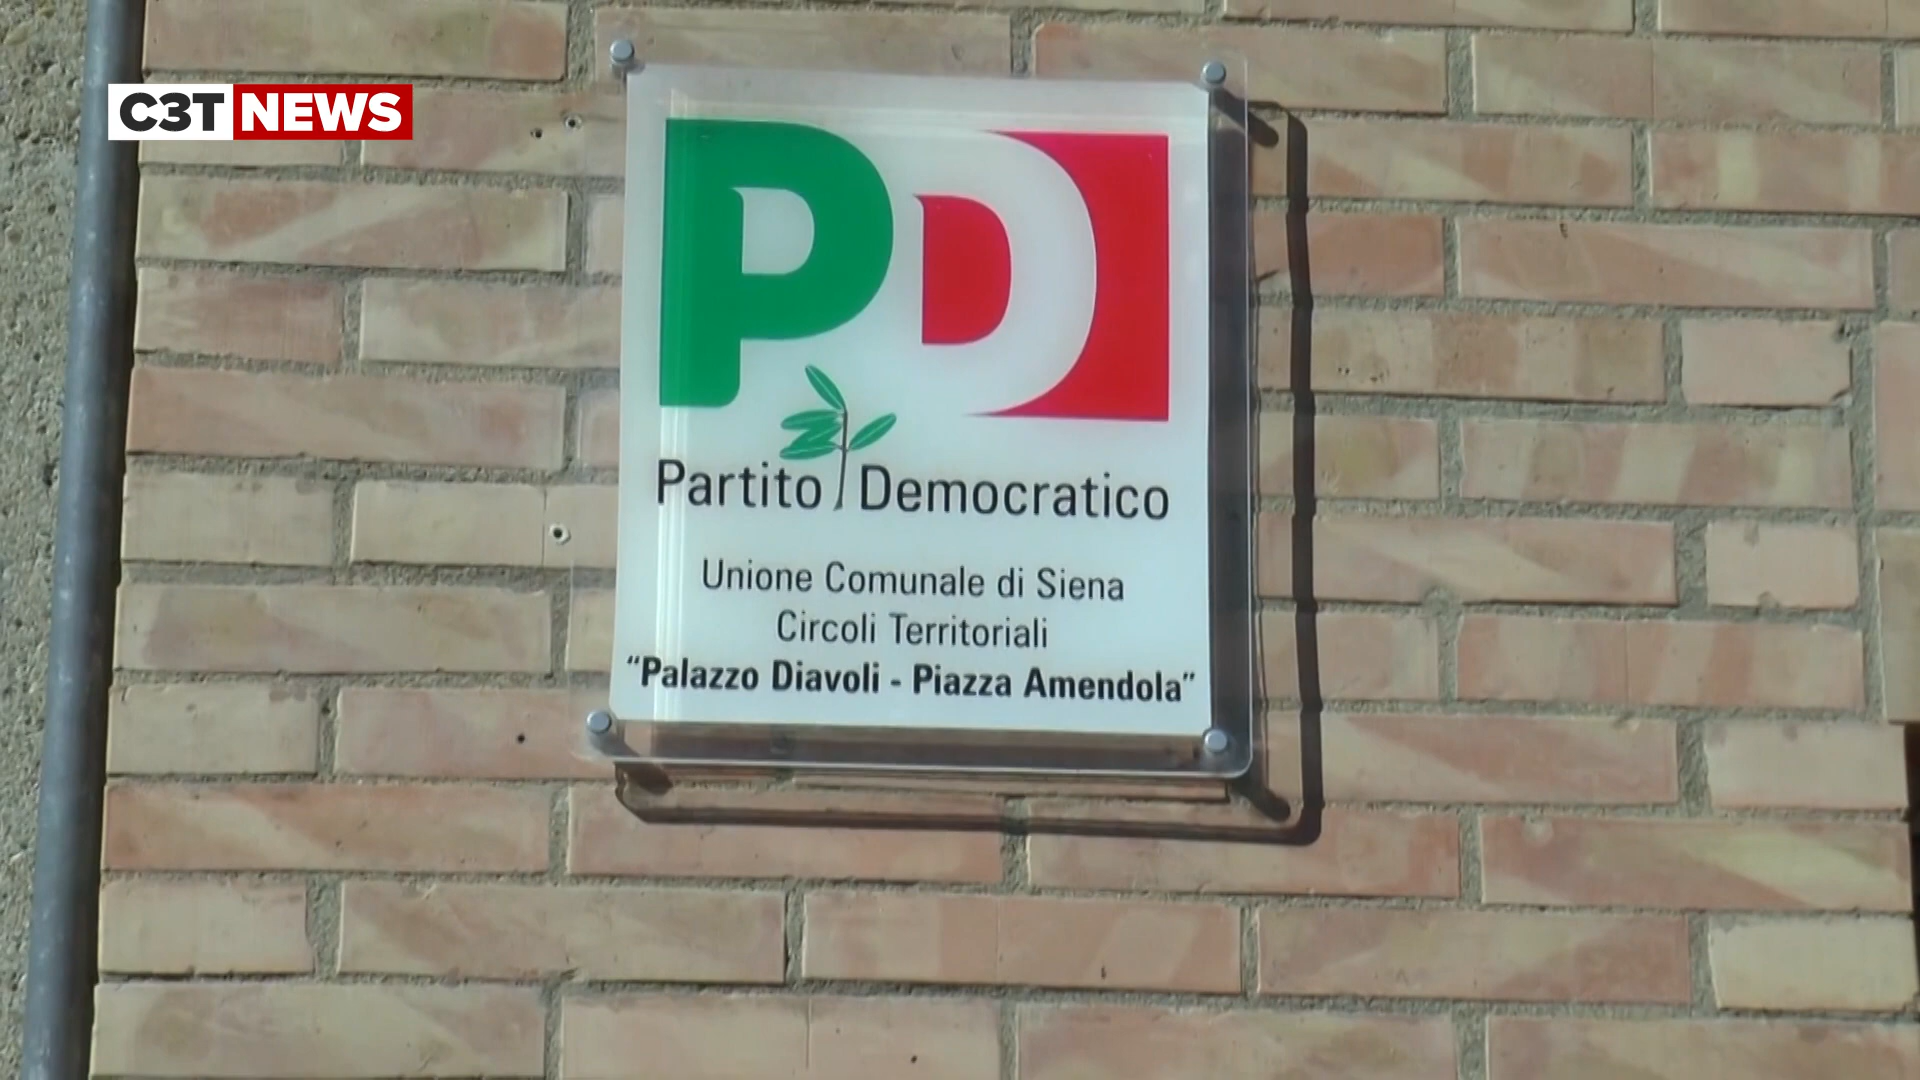 C3T NEWS
PD
Partito Democratico
Unione Comunale di Siena
Circoli Territoriali
“Palazzo Diavoli - Piazza Amendola”